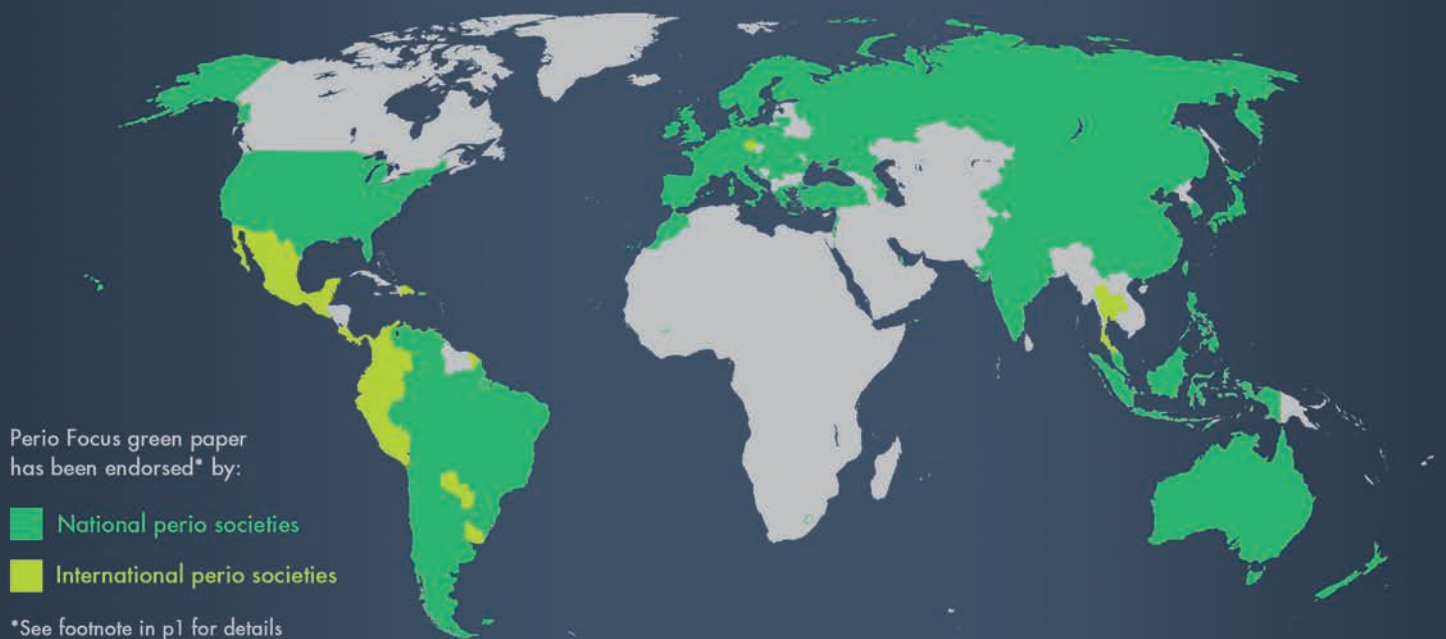 Perio Focus green paper
has been endorsed* by:
National perio societies
International perio societies
*See footnote in p1 for details